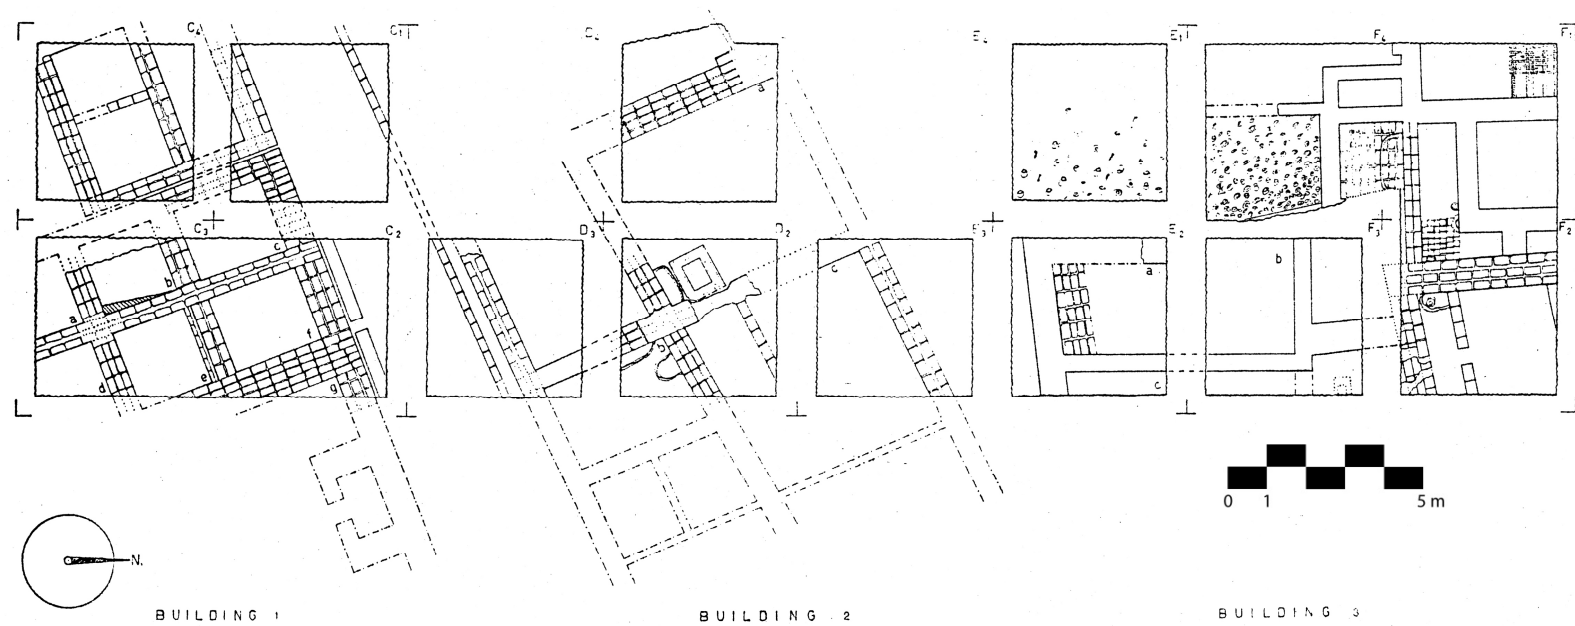 C4 C1 D4 E4 E1 F4 F1
a
C3 C2 D3 D2 E3 E2 F3 F2
c c a b
b
a
f b
d e g c
0 1 5 m
N.
BUILDING 1 BUILDING 2 BUILDING 3